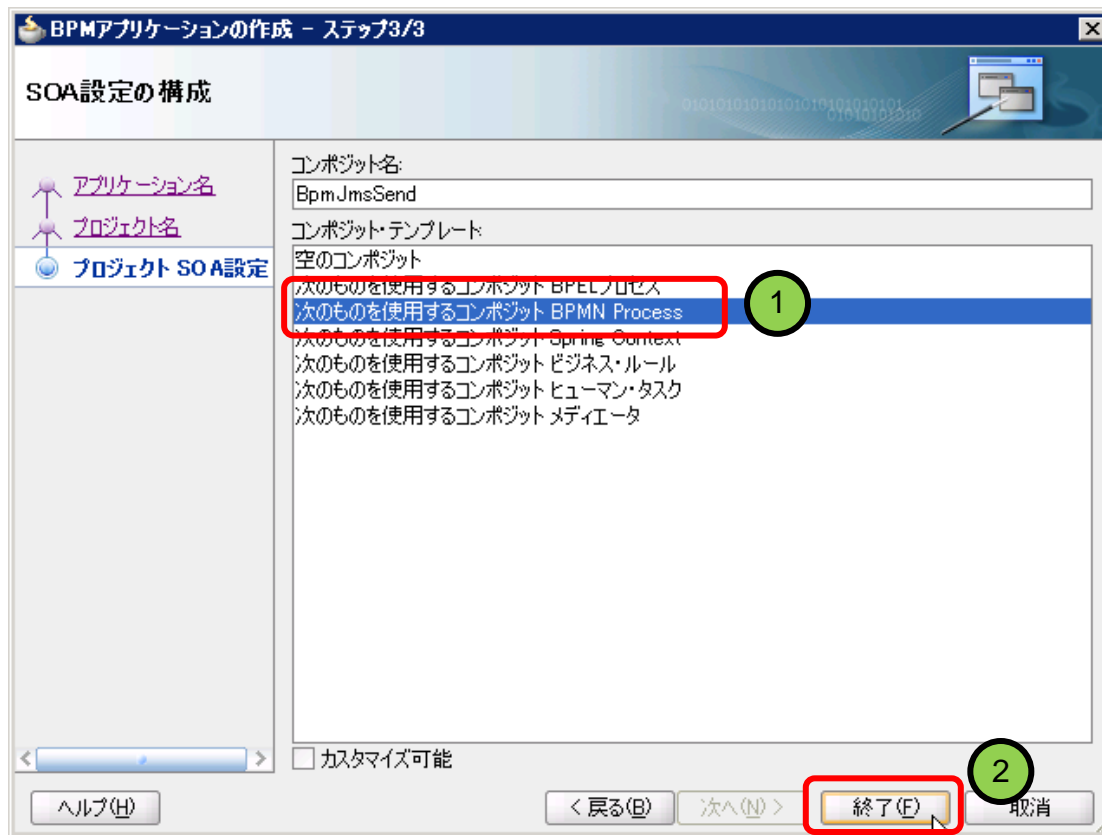 BPMアプリケーションの作成 - ステップ3/3
SOA設定の構成
0101010101010101010101010101
01010101010
アプリケーション名
プロジェクト名
プロジェクト SOA設定
コンポジット名:
BpmJmsSend
コンポジット・テンプレート:
空のコンポジット
次のものを使用するコンポジット BPELプロセス
次のものを使用するコンポジット BPMN Process
次のものを使用するコンポジット Spring Context
次のものを使用するコンポジット ビジネス・ルール
次のものを使用するコンポジット ヒューマン・タスク
次のものを使用するコンポジット メディエータ
1
カスタマイズ可能
2
ヘルプ(H)
< 戻る(B)
次へ(N) >
終了(F)
取消